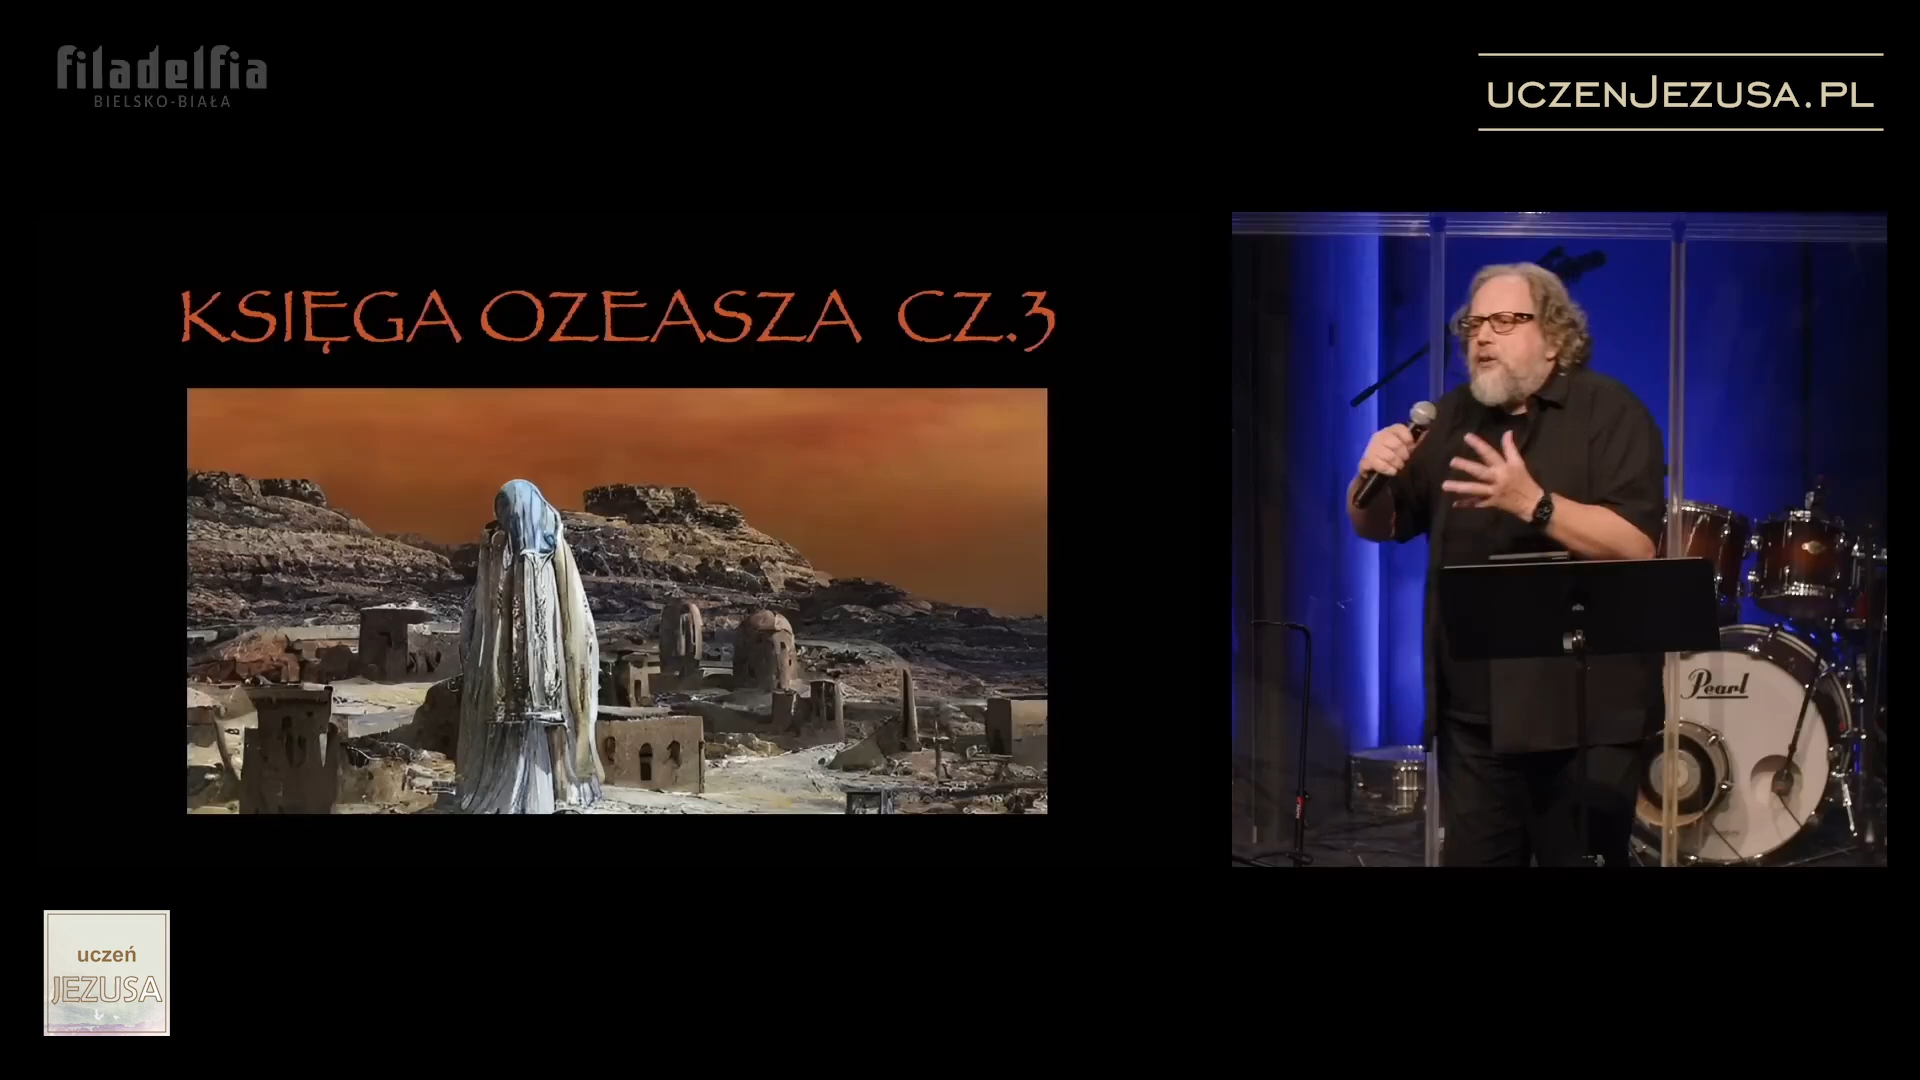 filadelfia
BIELSKO-BIAŁA
UCZENJEZUSA.PL
KSIĘGA OZEASZA CZ.3
Pearl
uczeń
JEZUSA